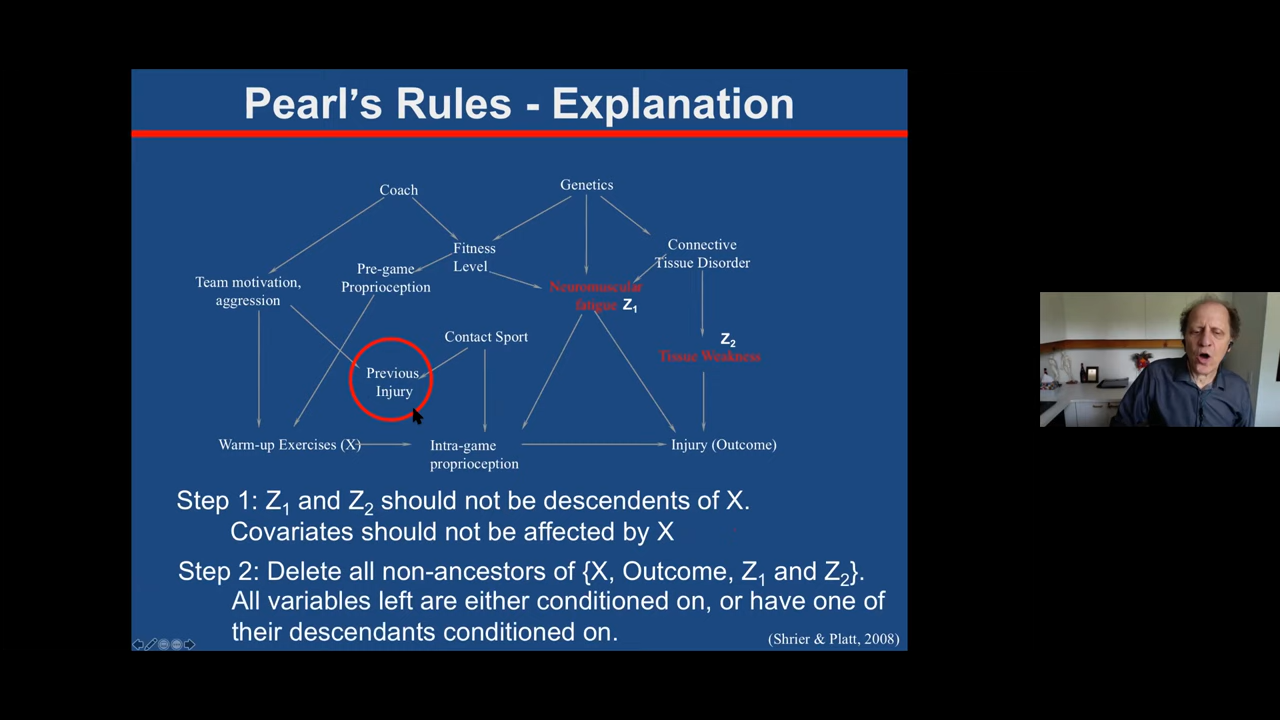 Pearl's Rules - Explanation
Coach
Genetics
Fitness
Level
Connective
Tissue Disorder
Team motivation,
aggression
Pre-game
Proprioception
Neuromuscular
fatigue Z₁
Contact Sport
Z₂
Tissue Weakness
Previous
Injury
Warm-up Exercises (X)
Intra-game
proprioception
Injury (Outcome)
Step 1: Z₁ and Z₂ should not be descendents of X.
Covariates should not be affected by X
Step 2: Delete all non-ancestors of {X, Outcome, Z₁ and Z₂}.
All variables left are either conditioned on, or have one of
their descendants conditioned on.
(Shrier & Platt, 2008)